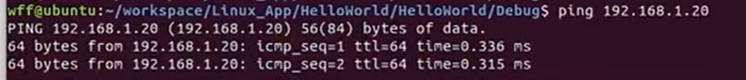 wff@ubuntu:~/workspace/Linux_App/HelloWorld/HelloWorld/Debug$ ping 192.168.1.20
PING 192.168.1.20 (192.168.1.20) 56(84) bytes of data.
64 bytes from 192.168.1.20: icmp_seq=1 ttl=64 time=0.336 ms
64 bytes from 192.168.1.20: icmp_seq=2 ttl=64 time=0.315 ms